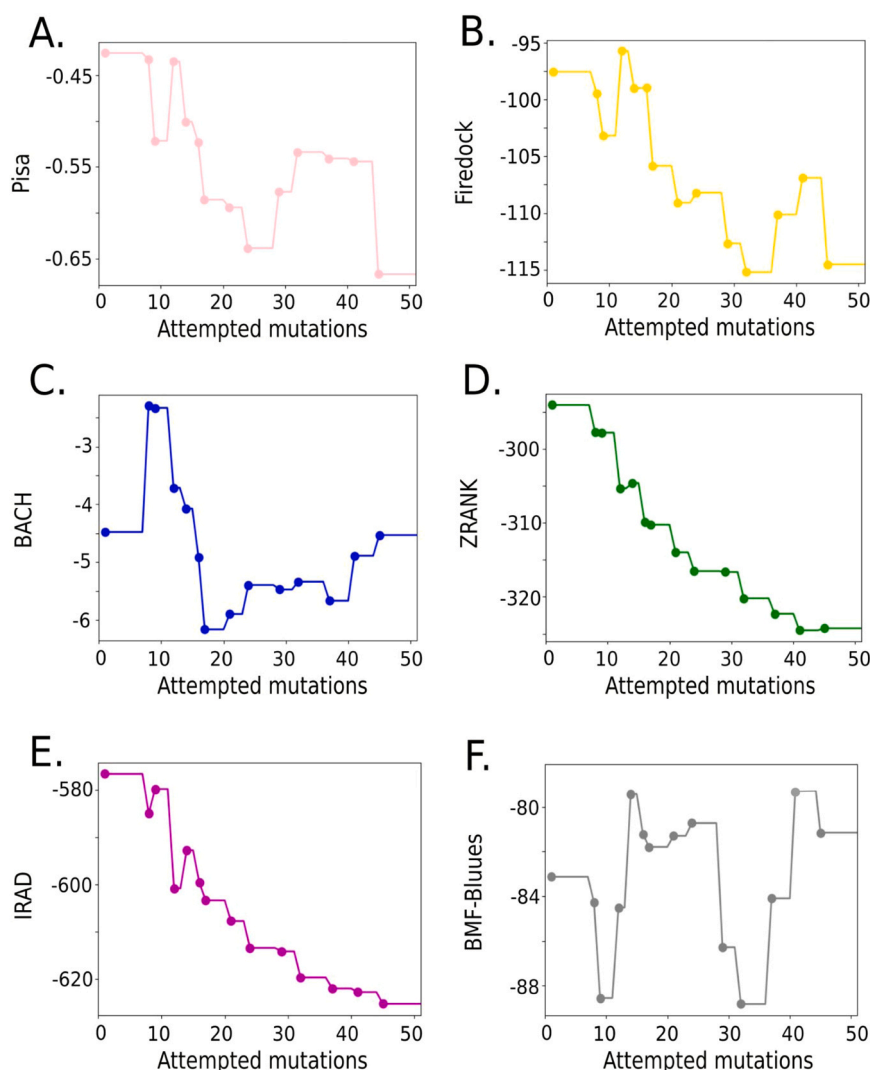 A.
-0.45
-0.55
-0.65
Pisa
0 10 20 30 40 50
Attempted mutations
B.
-95
-100
-105
-110
-115
Firedock
0 10 20 30 40 50
Attempted mutations
C.
-3
-4
-5
-6
BACH
0 10 20 30 40 50
Attempted mutations
D.
-300
-310
-320
ZRANK
0 10 20 30 40 50
Attempted mutations
E.
-580
-600
-620
IRAD
0 10 20 30 40 50
Attempted mutations
F.
-80
-84
-88
BMF-Bluues
0 10 20 30 40 50
Attempted mutations